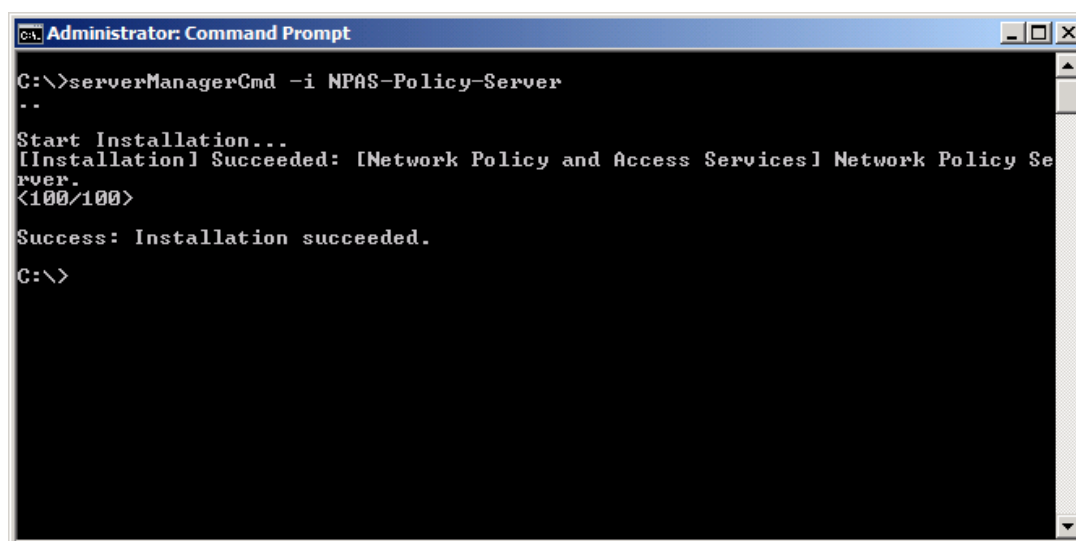 Administrator: Command Prompt
C:\>serverManagerCmd -i NPAS-Policy-Server
..
Start Installation...
[Installation] Succeeded: [Network Policy and Access Services] Network Policy Se
rver.
<100/100>
Success: Installation succeeded.
C:\>